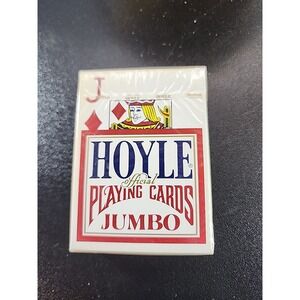 J
HOYLE
official
PLAYING CARDS
JUMBO